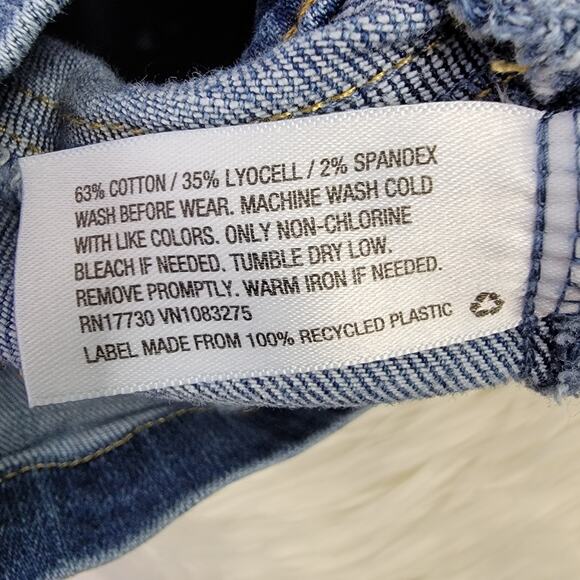 63% COTTON / 35% LYOCELL / 2% SPANDEX
WASH BEFORE WEAR. MACHINE WASH COLD
WITH LIKE COLORS. ONLY NON-CHLORINE
BLEACH IF NEEDED. TUMBLE DRY LOW.
REMOVE PROMPTLY. WARM IRON IF NEEDED.
RN17730 VN1083275
LABEL MADE FROM 100% RECYCLED PLASTIC